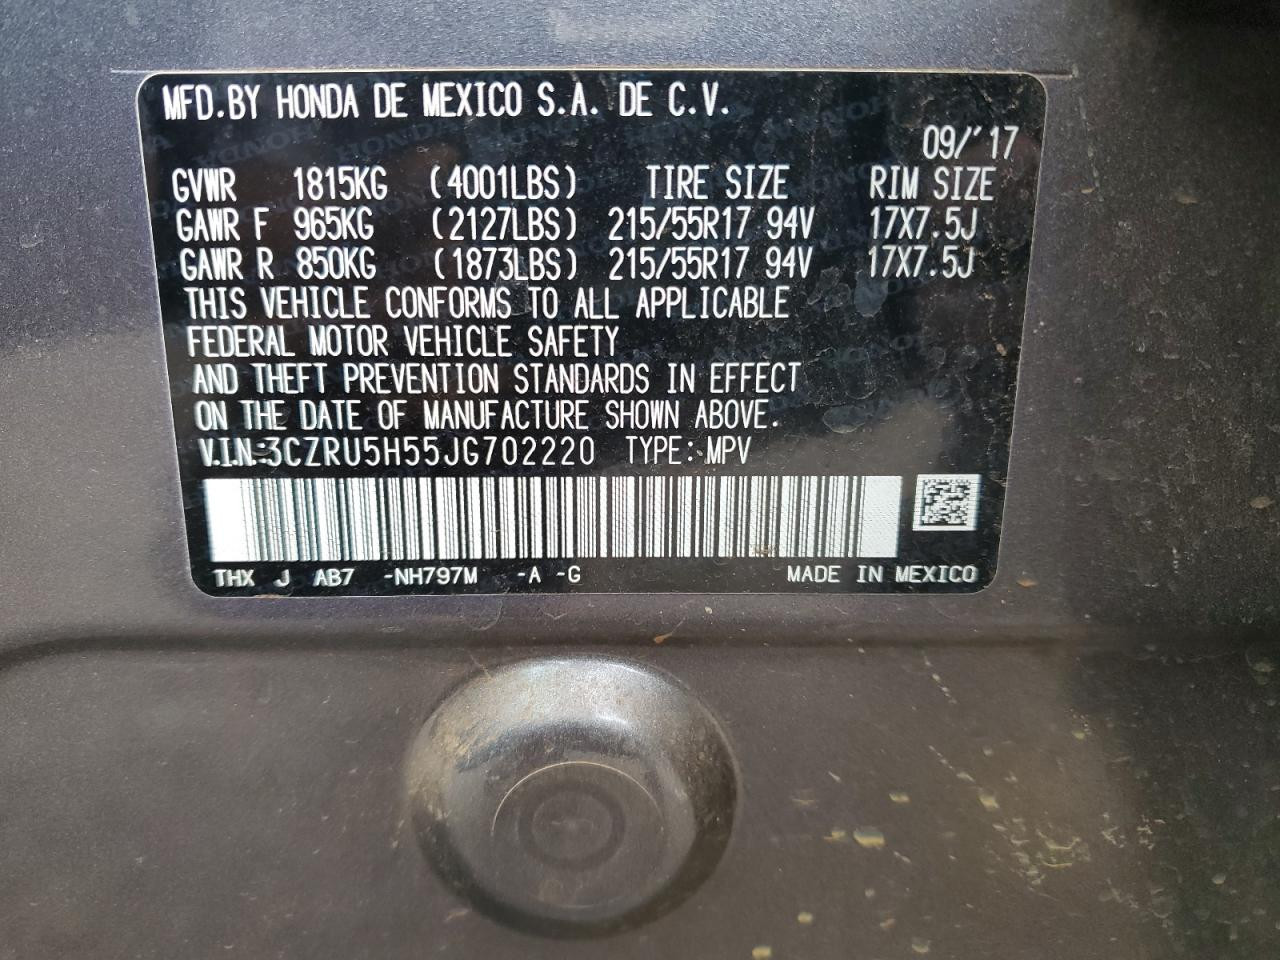 MFD.BY HONDA DE MEXICO S.A. DE C.V.
09/'17
GVWR 1815KG (4001LBS) TIRE SIZE RIM SIZE
GAWR F 965KG (2127LBS) 215/55R17 94V 17X7.5J
GAWR R 850KG (1873LBS) 215/55R17 94V 17X7.5J
THIS VEHICLE CONFORMS TO ALL APPLICABLE
FEDERAL MOTOR VEHICLE SAFETY
AND THEFT PREVENTION STANDARDS IN EFFECT
ON THE DATE OF MANUFACTURE SHOWN ABOVE.
V.I.N:3CZRU5H55JG702220 TYPE:MPV
THX J AB7 -NH797M -A -G MADE IN MEXICO